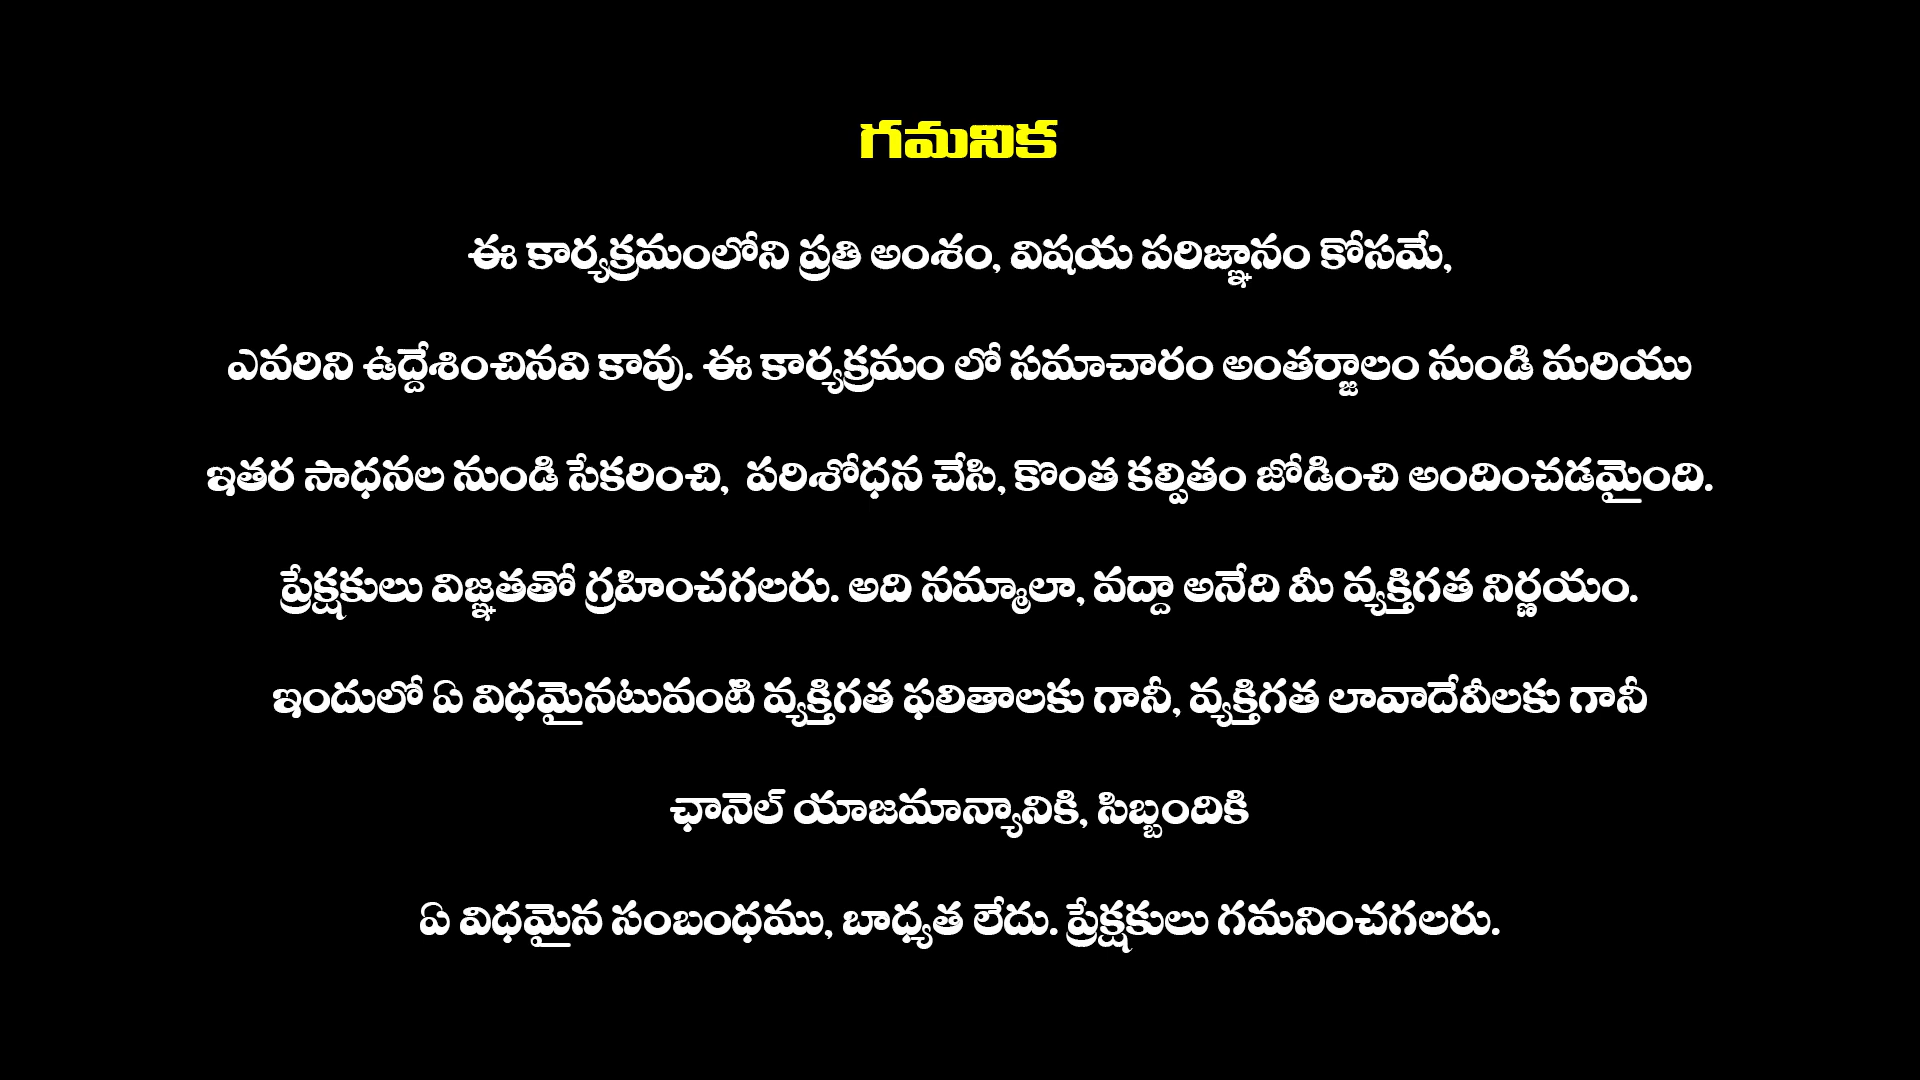 గమనిక
ఈ కార్యక్రమంలోని ప్రతి అంశం, విషయ పరిజ్ఞానం కోసమే,
ఎవరిని ఉద్దేశించినవి కావు. ఈ కార్యక్రమం లో సమాచారం అంతర్జాలం నుండి మరియు
ఇతర సాధనల నుండి సేకరించి, పరిశోధన చేసి, కొంత కల్పితం జోడించి అందించడమైంది.
ప్రేక్షకులు విజ్ఞతతో గ్రహించగలరు. అది నమ్మాలా, వద్దా అనేది మీ వ్యక్తిగత నిర్ణయం.
ఇందులో ఏ విధమైనటువంటి వ్యక్తిగత ఫలితాలకు గానీ, వ్యక్తిగత లావాదేవీలకు గానీ
ఛానెల్ యాజమాన్యానికి, సిబ్బందికి
ఏ విధమైన సంబంధము, బాధ్యత లేదు. ప్రేక్షకులు గమనించగలరు.